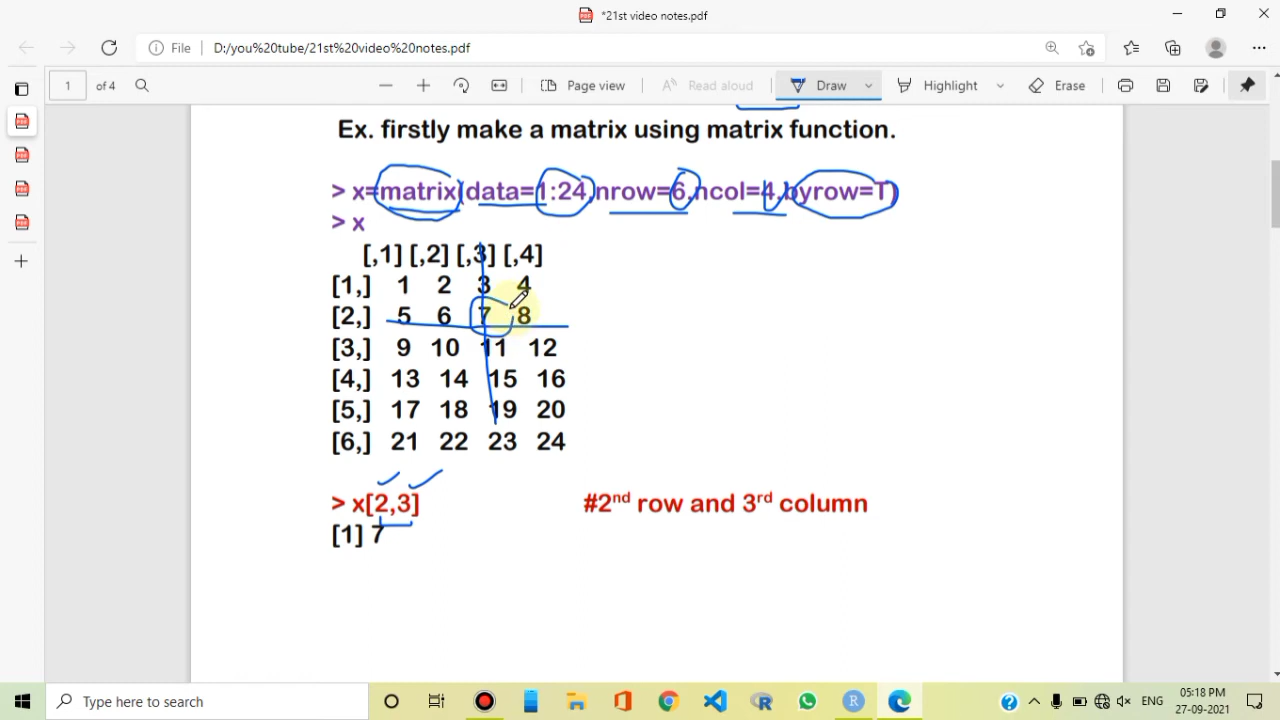 *21st video notes.pdf
File D:/you%20tube/21st%20video%20notes.pdf
1 of 4 Page view Read aloud Draw Highlight Erase
Ex. firstly make a matrix using matrix function.
> x=matrix(data=1:24,nrow=6,ncol=4,byrow=T)
> x
[,1] [,2] [,3] [,4]
[1,] 1 2 3 4
[2,] 5 6 7 8
[3,] 9 10 11 12
[4,] 13 14 15 16
[5,] 17 18 19 20
[6,] 21 22 23 24
> x[2,3] #2nd row and 3rd column
[1] 7
Type here to search ENG 05:18 PM
27-09-2021